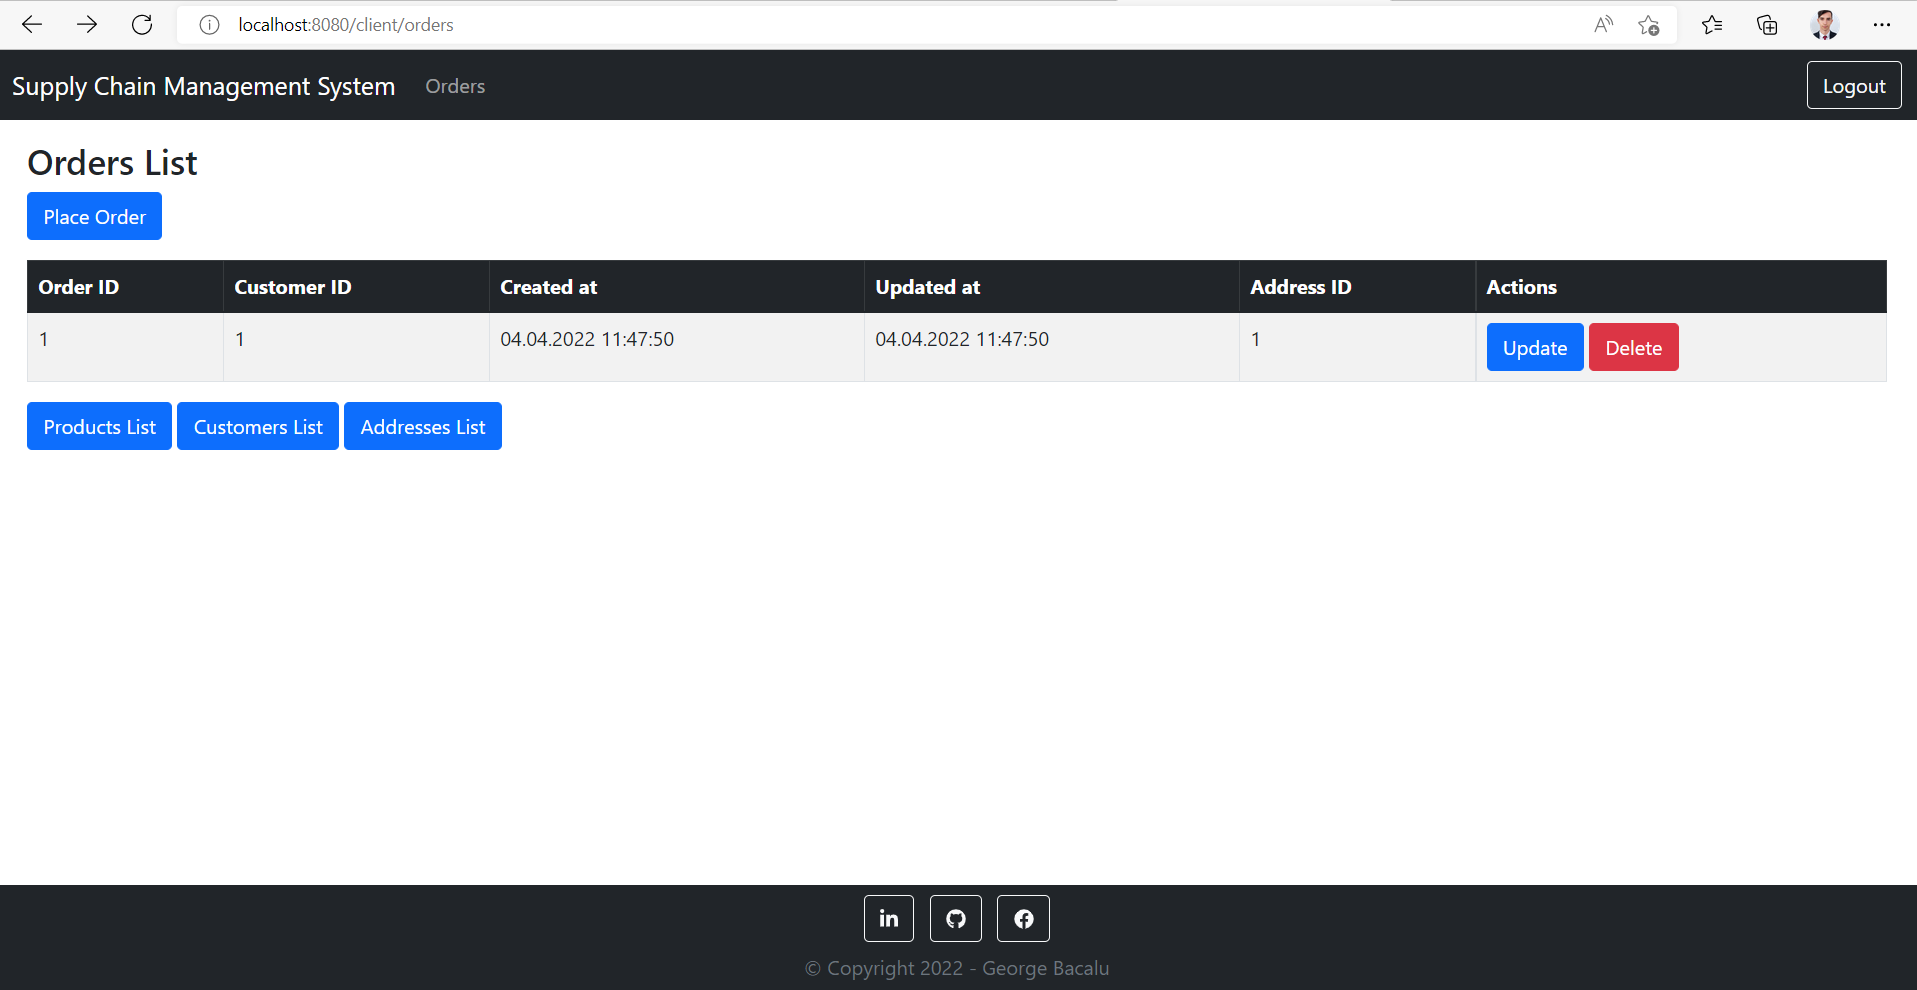 localhost:8080/client/orders
Supply Chain Management System Orders Logout
Orders List
Place Order
Order ID Customer ID Created at Updated at Address ID Actions
1 1 04.04.2022 11:47:50 04.04.2022 11:47:50 1 Update Delete
Products List Customers List Addresses List
in
© Copyright 2022 - George Bacalu